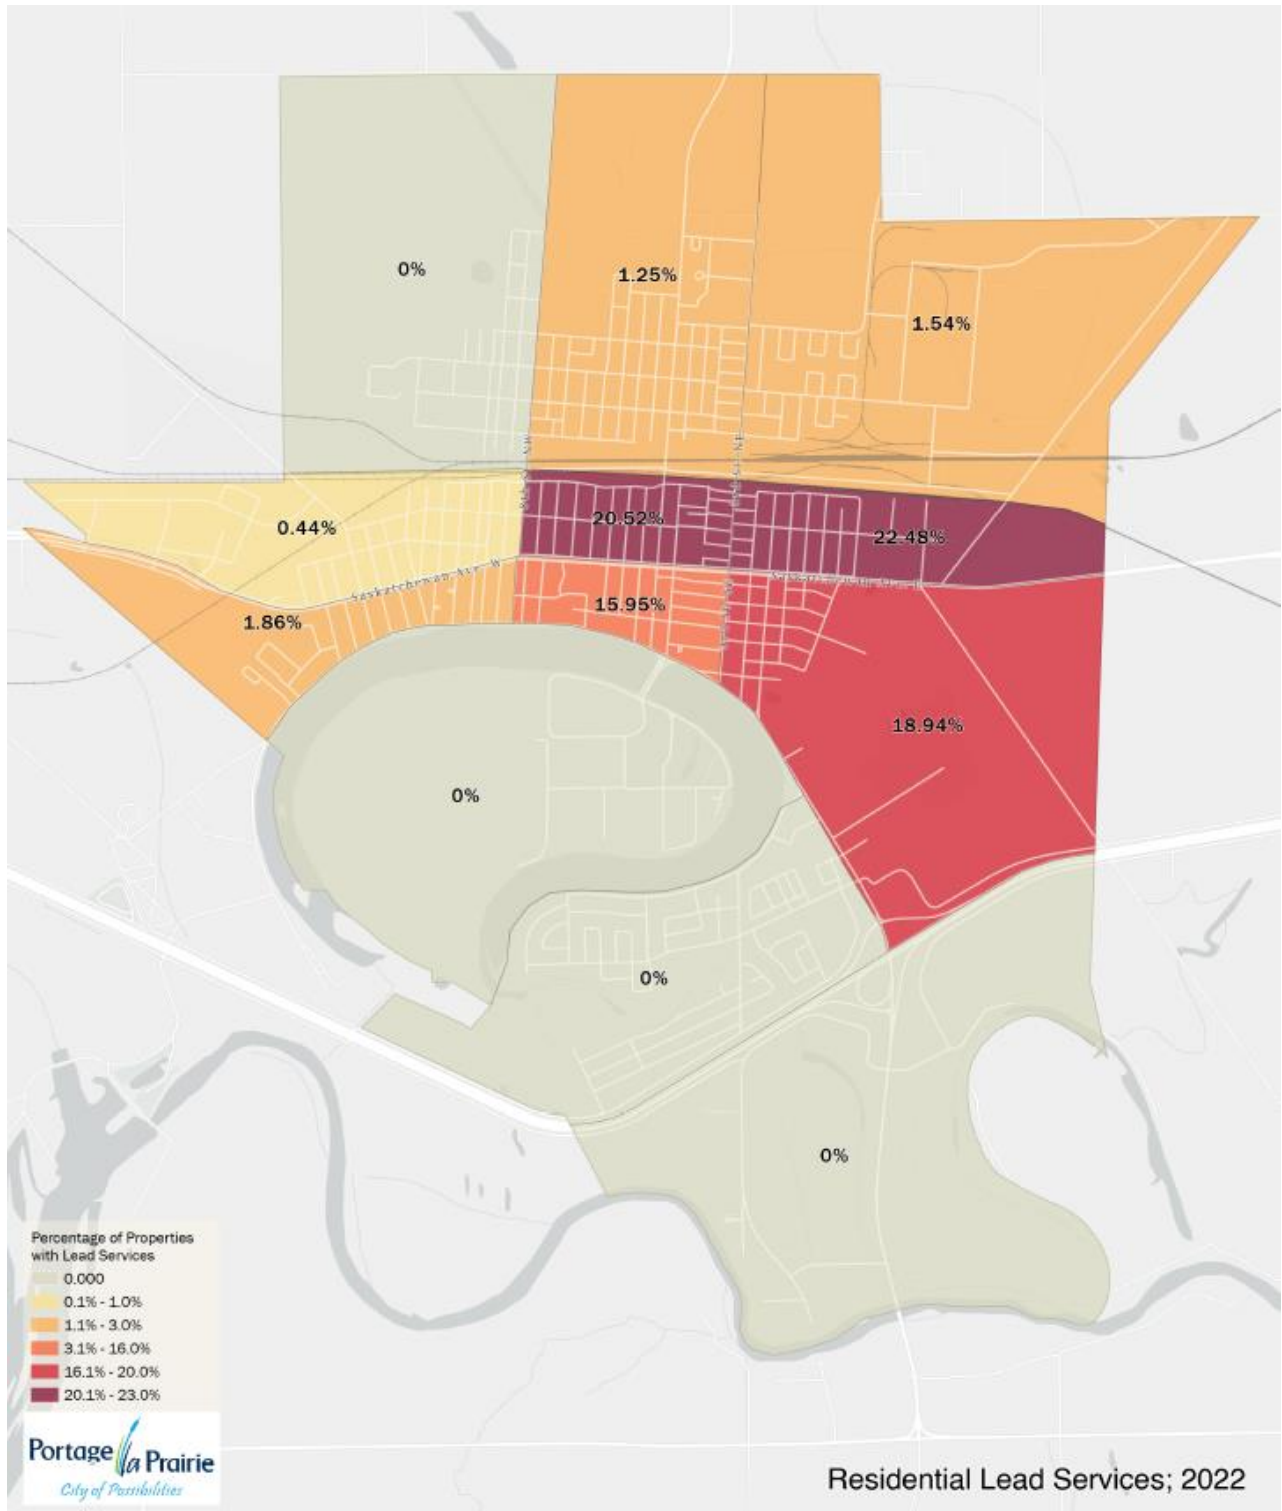 0%
1.25%
1.54%
0.44%
20.52%
22.48%
Saskatchewan Ave W
1.86%
15.95%
18.94%
0%
0%
0%
Percentage of Properties
with Lead Services
0.000
0.1% - 1.0%
1.1% - 3.0%
3.1% - 16.0%
16.1% - 20.0%
20.1% - 23.0%
Portage la Prairie
City of Possibilities
Residential Lead Services; 2022